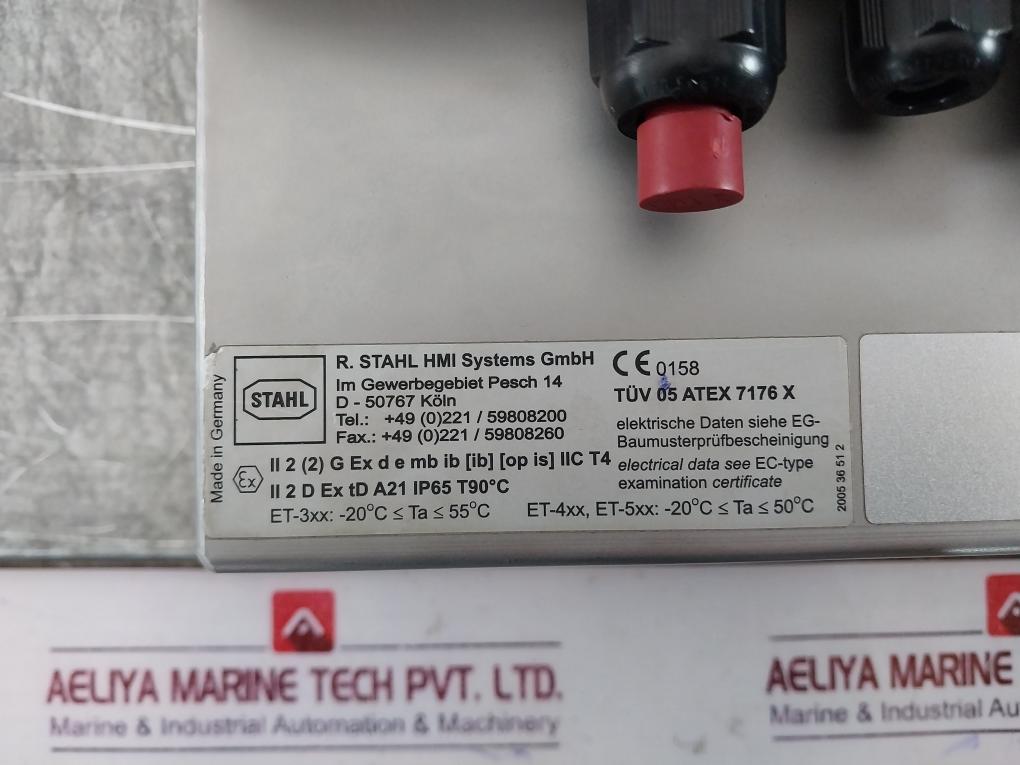 Made in Germany
STAHL
R. STAHL HMI Systems GmbH
Im Gewerbegebiet Pesch 14
D - 50767 Köln
Tel.: +49 (0)221 / 59808200
Fax.: +49 (0)221 / 59808260
CE 0158
TÜV 05 ATEX 7176 X
elektrische Daten siehe EG-
Baumusterprüfbescheinigung
electrical data see EC-type
examination certificate
Ex
II 2 (2) G Ex d e mb ib [ib] [op is] IIC T4
II 2 D Ex tD A21 IP65 T90°C
ET-3xx: -20°C ≤ Ta ≤ 55°C ET-4xx, ET-5xx: -20°C ≤ Ta ≤ 50°C
2005 36 51 2
AELIYA MARINE TECH PVT. LTD.
Marine & Industrial Automation & Machinery
AELIYA MARINE
Marine & Industrial Au